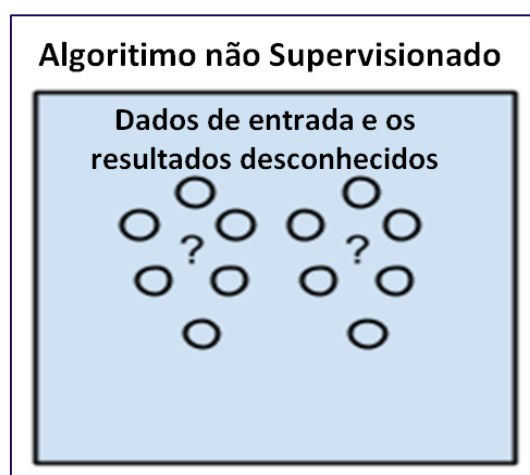 Algoritimo não Supervisionado
Dados de entrada e os
resultados desconhecidos
? ?